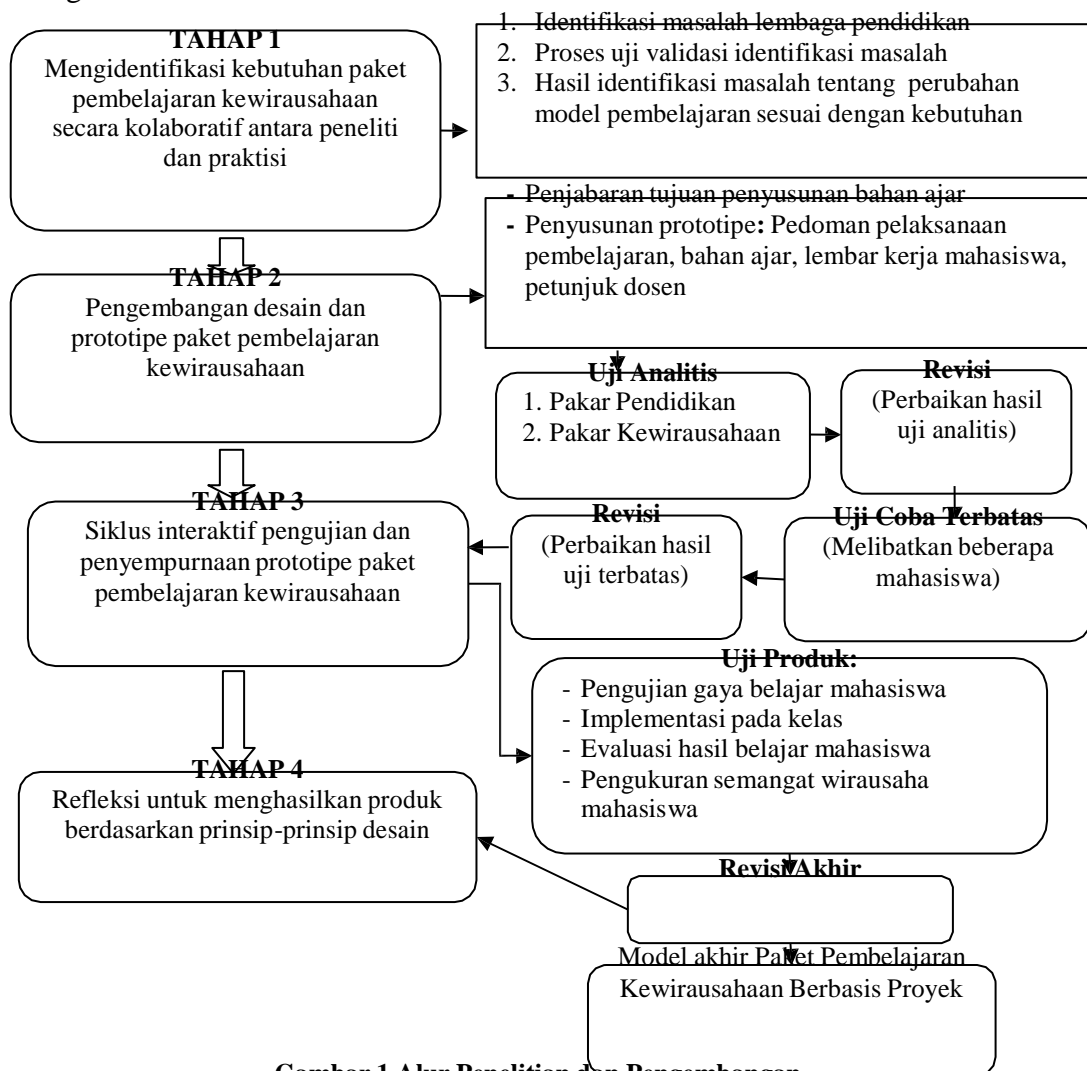 TAHAP 1
Mengidentifikasi kebutuhan paket
pembelajaran kewirausahaan
secara kolaboratif antara peneliti
dan praktisi
1. Identifikasi masalah lembaga pendidikan
2. Proses uji validasi identifikasi masalah
3. Hasil identifikasi masalah tentang perubahan
model pembelajaran sesuai dengan kebutuhan
- Penjabaran tujuan penyusunan bahan ajar
- Penyusunan prototipe: Pedoman pelaksanaan
pembelajaran, bahan ajar, lembar kerja mahasiswa,
petunjuk dosen
TAHAP 2
Pengembangan desain dan
prototipe paket pembelajaran
kewirausahaan
Uji Analitis
1. Pakar Pendidikan
2. Pakar Kewirausahaan
Revisi
(Perbaikan hasil
uji analitis)
TAHAP 3
Siklus interaktif pengujian dan
penyempurnaan prototipe paket
pembelajaran kewirausahaan
Revisi
(Perbaikan hasil
uji terbatas)
Uji Coba Terbatas
(Melibatkan beberapa
mahasiswa)
Uji Produk:
- Pengujian gaya belajar mahasiswa
- Implementasi pada kelas
- Evaluasi hasil belajar mahasiswa
- Pengukuran semangat wirausaha
mahasiswa
TAHAP 4
Refleksi untuk menghasilkan produk
berdasarkan prinsip-prinsip desain
Revisi Akhir
Model akhir Paket Pembelajaran
Kewirausahaan Berbasis Proyek
Gambar 1 Alur Penelitian dan Pengembangan